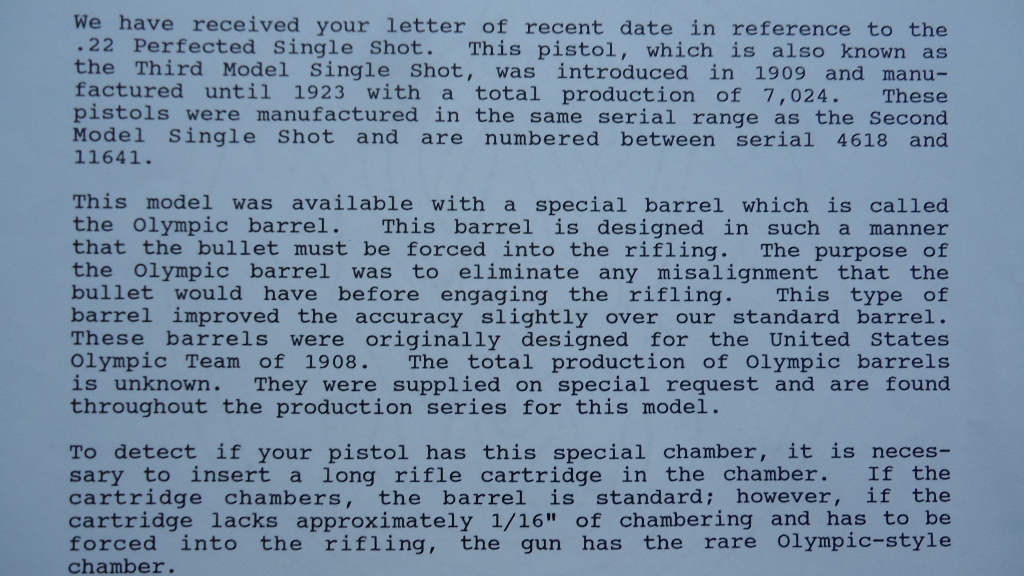 We have received your letter of recent date in reference to the
.22 Perfected Single Shot. This pistol, which is also known as
the Third Model Single Shot, was introduced in 1909 and manu-
factured until 1923 with a total production of 7,024. These
pistols were manufactured in the same serial range as the Second
Model Single Shot and are numbered between serial 4618 and
11641.
This model was available with a special barrel which is called
the Olympic barrel. This barrel is designed in such a manner
that the bullet must be forced into the rifling. The purpose of
the Olympic barrel was to eliminate any misalignment that the
bullet would have before engaging the rifling. This type of
barrel improved the accuracy slightly over our standard barrel.
These barrels were originally designed for the United States
Olympic Team of 1908. The total production of Olympic barrels
is unknown. They were supplied on special request and are found
throughout the production series for this model.
To detect if your pistol has this special chamber, it is neces-
sary to insert a long rifle cartridge in the chamber. If the
cartridge chambers, the barrel is standard; however, if the
cartridge lacks approximately 1/16" of chambering and has to be
forced into the rifling, the gun has the rare Olympic-style
chamber.